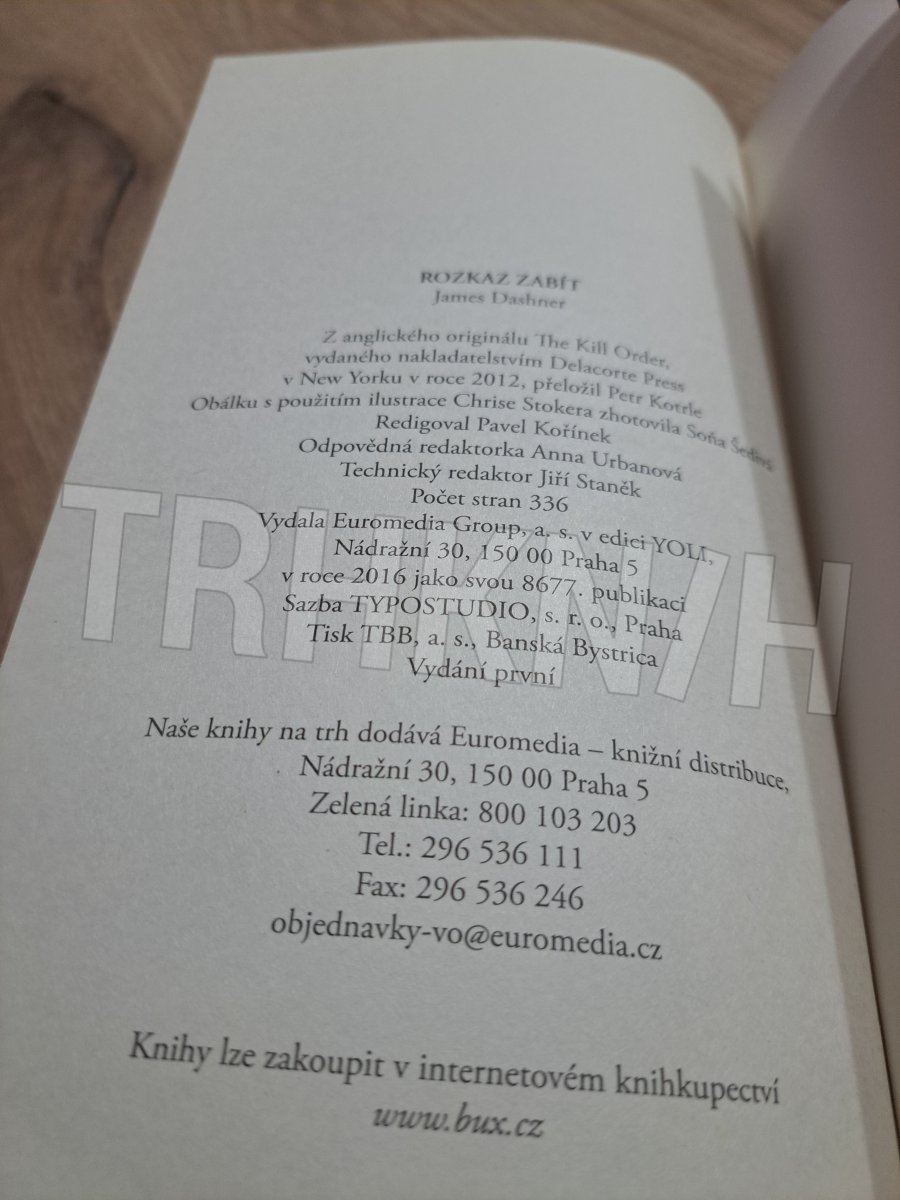 ROZKAZ ZABÍT
James Dashner
Z anglického originálu The Kill Order,
vydaného nakladatelstvím Delacorte Press
v New Yorku v roce 2012, přeložil Petr Kotrle
Obálku s použitím ilustrace Chrise Stokera zhotovila Soňa Šedivá
Redigoval Pavel Kořínek
Odpovědná redaktorka Anna Urbanová
Technický redaktor Jiří Staněk
Počet stran 336
Vydala Euromedia Group, a. s. v edici YOLI,
Nádražní 30, 150 00 Praha 5
v roce 2016 jako svou 8677. publikaci
Sazba TYPOSTUDIO, s. r. o., Praha
Tisk TBB, a. s., Banská Bystrica
Vydání první
TRHKNIH
Naše knihy na trh dodává Euromedia – knižní distribuce,
Nádražní 30, 150 00 Praha 5
Zelená linka: 800 103 203
Tel.: 296 536 111
Fax: 296 536 246
objednavky-vo@euromedia.cz
Knihy lze zakoupit v internetovém knihkupectví
www.bux.cz